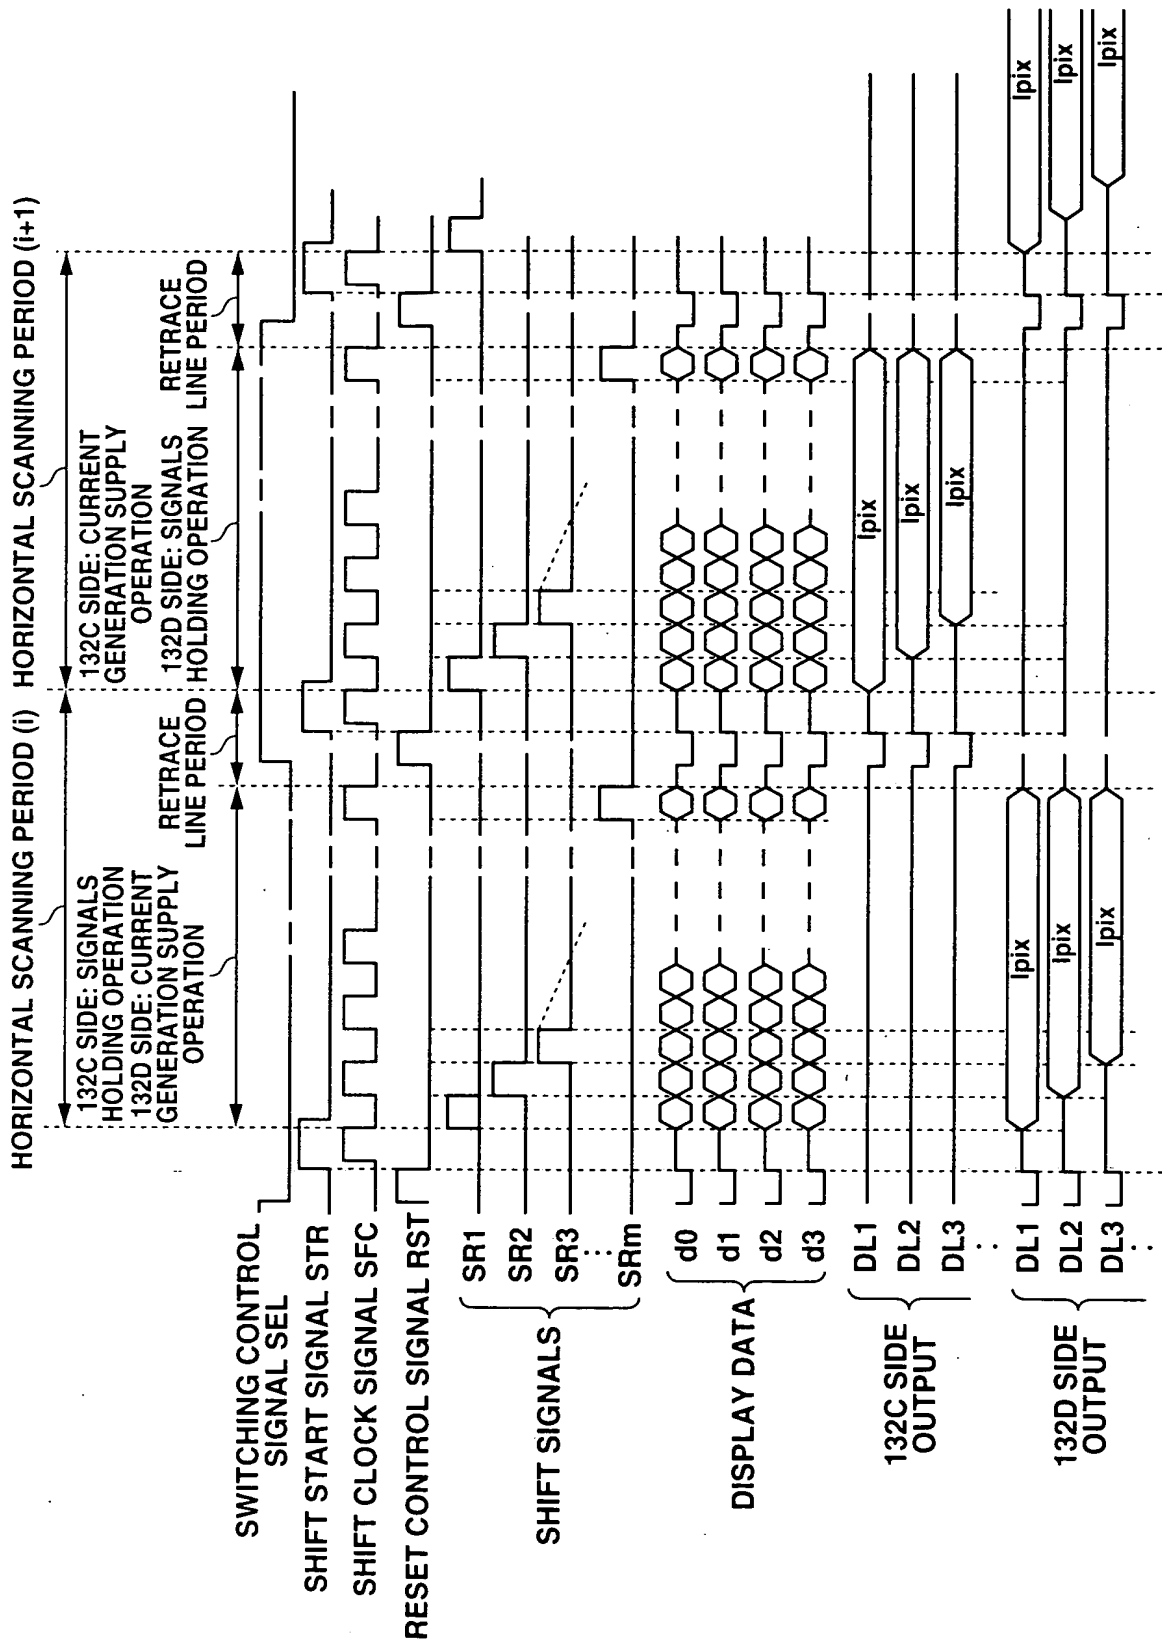 HORIZONTAL SCANNING PERIOD (i)
HORIZONTAL SCANNING PERIOD (i+1)
132C SIDE: SIGNALS
HOLDING OPERATION
132D SIDE: CURRENT
GENERATION SUPPLY
OPERATION
RETRACE
LINE PERIOD
132C SIDE: CURRENT
GENERATION SUPPLY
OPERATION
132D SIDE: SIGNALS
HOLDING OPERATION
RETRACE
LINE PERIOD
SWITCHING CONTROL
SIGNAL SEL
SHIFT START SIGNAL STR
SHIFT CLOCK SIGNAL SFC
RESET CONTROL SIGNAL RST
SHIFT SIGNALS
SR1
SR2
SR3
SRm
DISPLAY DATA
d0
d1
d2
d3
132C SIDE
OUTPUT
DL1
Ipix
DL2
Ipix
DL3
Ipix
132D SIDE
OUTPUT
DL1
Ipix
Ipix
DL2
Ipix
Ipix
DL3
Ipix
Ipix